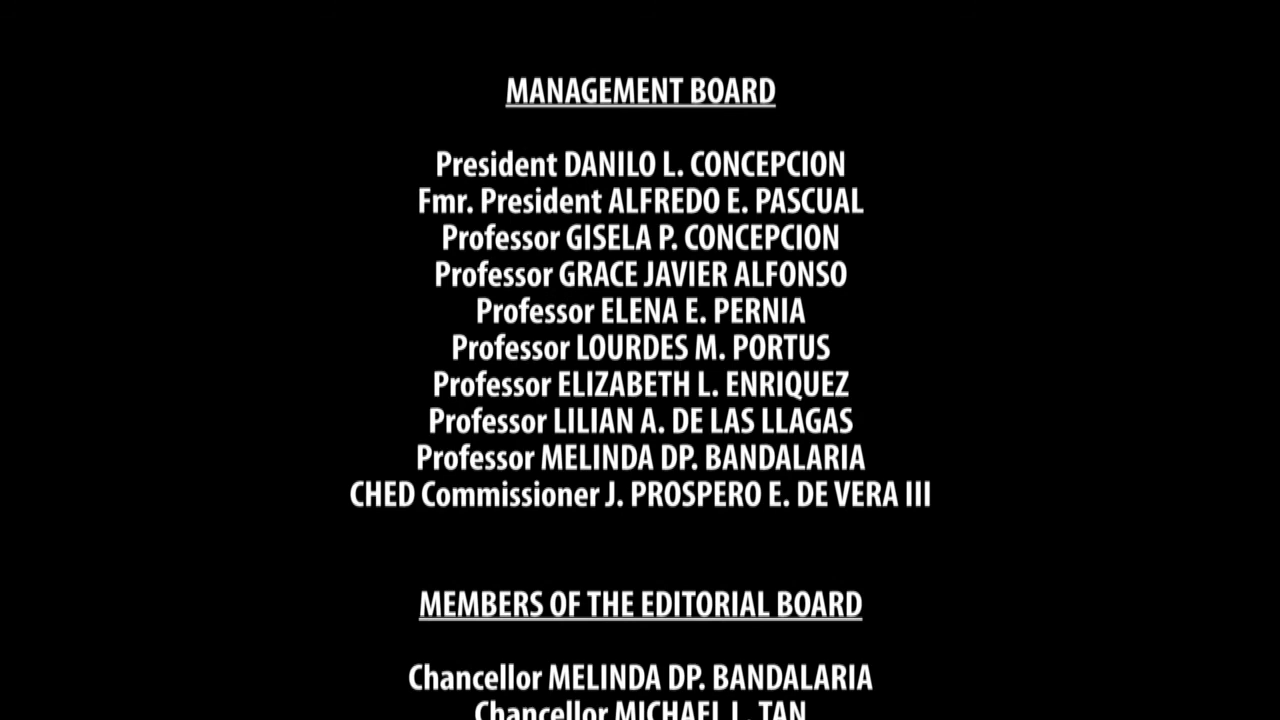 MANAGEMENT BOARD
President DANILO L. CONCEPCION
Fmr. President ALFREDO E. PASCUAL
Professor GISELA P. CONCEPCION
Professor GRACE JAVIER ALFONSO
Professor ELENA E. PERNIA
Professor LOURDES M. PORTUS
Professor ELIZABETH L. ENRIQUEZ
Professor LILIAN A. DE LAS LLAGAS
Professor MELINDA DP. BANDALARIA
CHED Commissioner J. PROSPERO E. DE VERA III
MEMBERS OF THE EDITORIAL BOARD
Chancellor MELINDA DP. BANDALARIA
Chancellor MICHAEL L. TAN